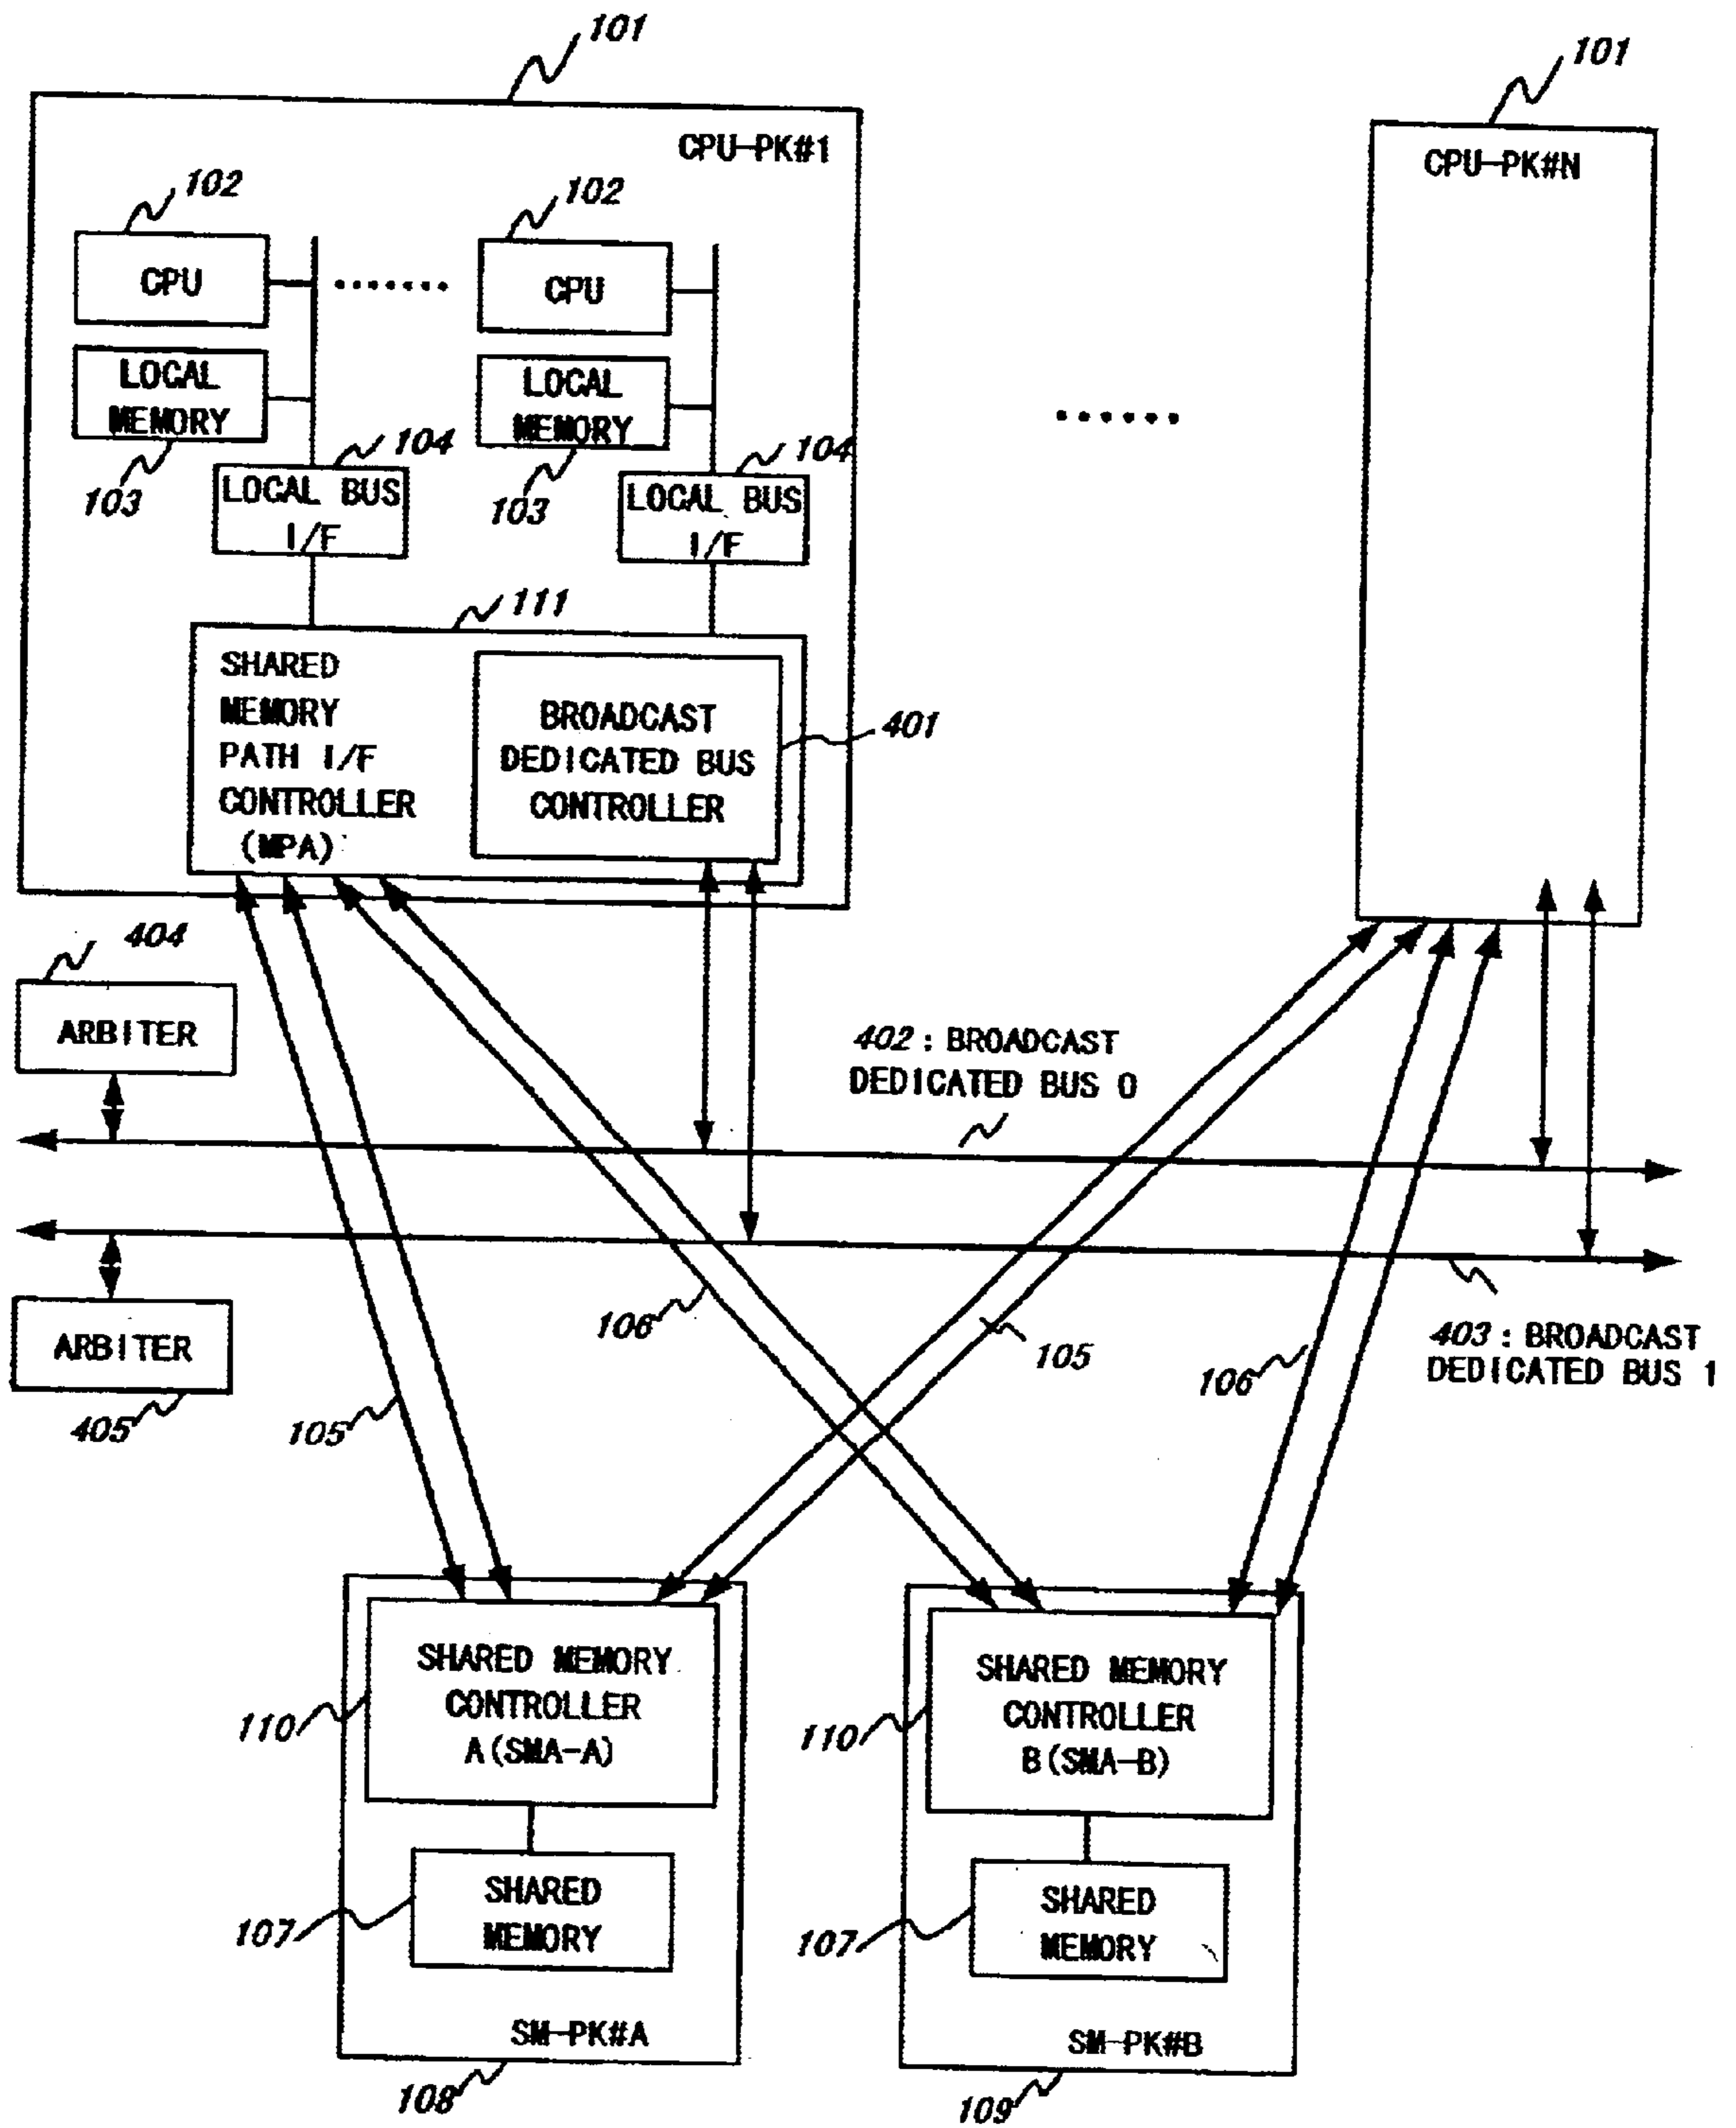 101
101
CPU-PK#1
CPU-PK#N
102
102
CPU
CPU
LOCAL
MEMORY
LOCAL
MEMORY
104
104
103
103
LOCAL BUS
I/F
LOCAL BUS
I/F
111
SHARED
MEMORY
PATH I/F
CONTROLLER
(MPA)
BROADCAST
DEDICATED BUS
CONTROLLER
401
404
ARBITER
402 : BROADCAST
DEDICATED BUS 0
106
105
106
403 : BROADCAST
DEDICATED BUS 1
ARBITER
405
105
SHARED MEMORY
CONTROLLER
A(SMA-A)
110
SHARED MEMORY
CONTROLLER
B(SMA-B)
110
SHARED
MEMORY
107
SHARED
MEMORY
107
SM-PK#A
SM-PK#B
108
109